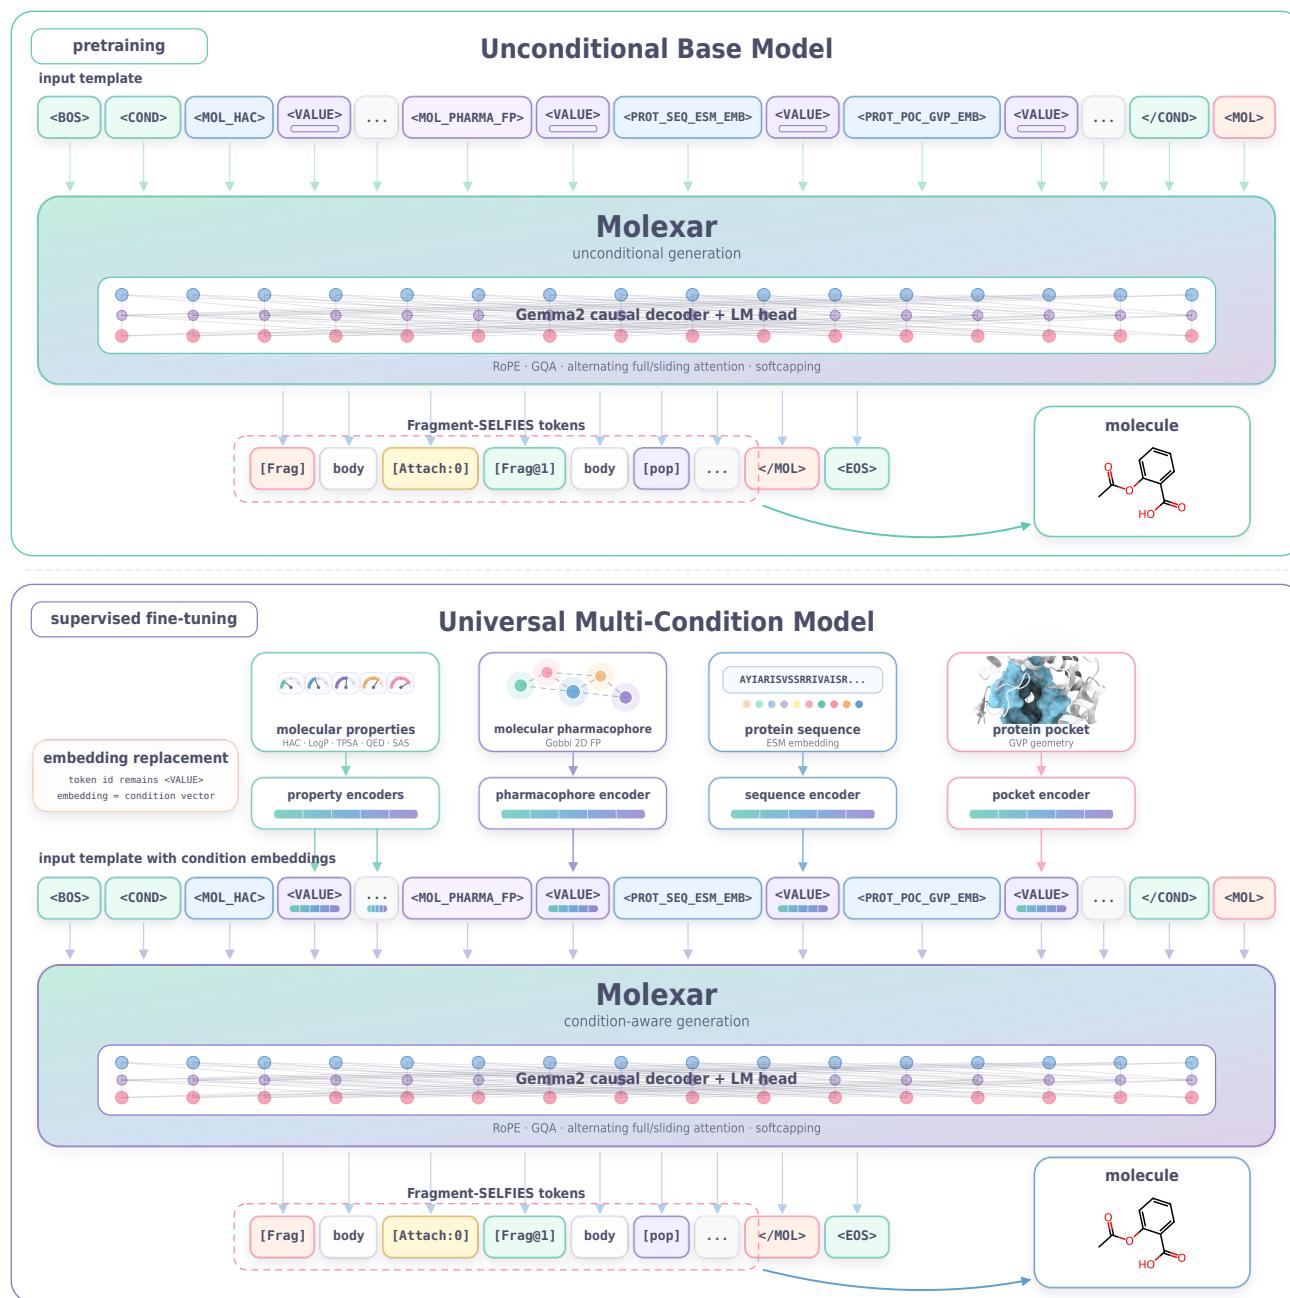 pretraining
Unconditional Base Model
input template
<BOS> <COND> <MOL_HAC> <VALUE> ... <MOL_PHARMA_FP> <VALUE> <PROT_SEQ_ESM_EMB> <VALUE> <PROT_POC_GVP_EMB> <VALUE> ... </COND> <MOL>
Molexar
unconditional generation
Gemma2 causal decoder + LM head
RoPE · GQA · alternating full/sliding attention · softcapping
Fragment-SELFIES tokens
[Frag] body [Attach:0] [Frag@1] body [pop] ... </MOL> <EOS>
molecule
O
O
HO
O
supervised fine-tuning
Universal Multi-Condition Model
AYIARISVSSRRIVAISR...
molecular properties
HAC · LogP · TPSA · QED · SAS
molecular pharmacophore
Gobbi 2D FP
protein sequence
ESM embedding
protein pocket
GVP geometry
embedding replacement
token id remains <VALUE>
embedding = condition vector
property encoders
pharmacophore encoder
sequence encoder
pocket encoder
input template with condition embeddings
<BOS> <COND> <MOL_HAC> <VALUE> ... <MOL_PHARMA_FP> <VALUE> <PROT_SEQ_ESM_EMB> <VALUE> <PROT_POC_GVP_EMB> <VALUE> ... </COND> <MOL>
Molexar
condition-aware generation
Gemma2 causal decoder + LM head
RoPE · GQA · alternating full/sliding attention · softcapping
Fragment-SELFIES tokens
[Frag] body [Attach:0] [Frag@1] body [pop] ... </MOL> <EOS>
molecule
O
O
HO
O